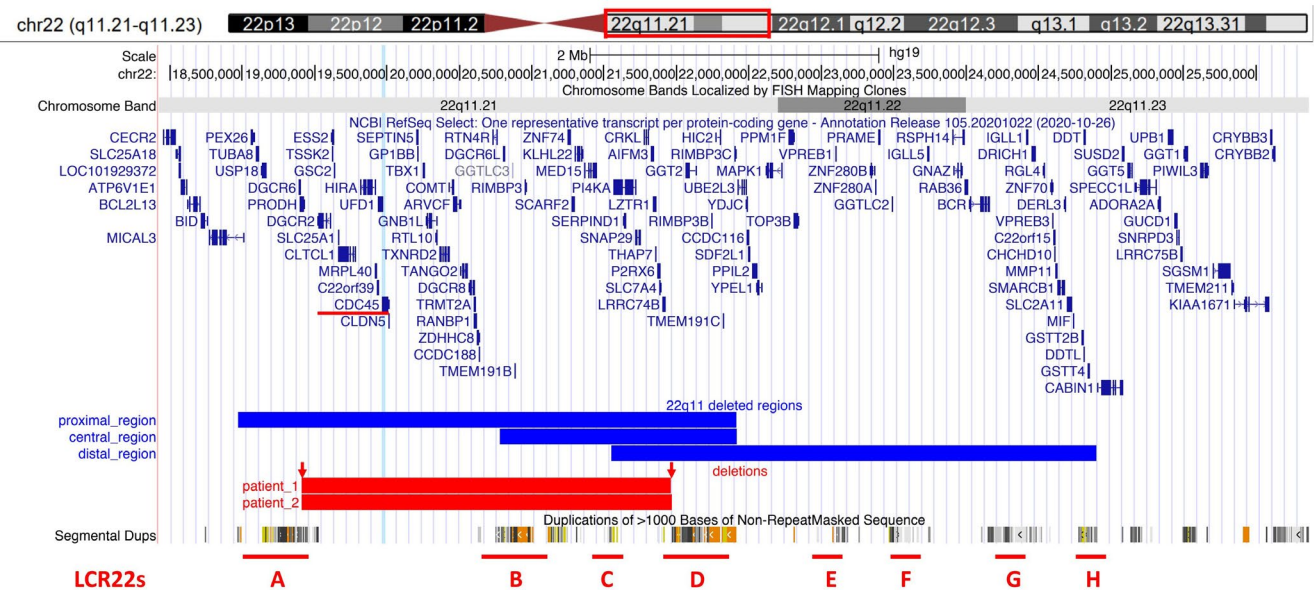 chr22 (q11.21-q11.23) 22p13 22p12 22p11.2 22q11.21 22q12.1 q12.2 22q12.3 q13.1 q13.2 22q13.31
Scale 2 Mb hg19
chr22: 18,500,000 19,000,000 19,500,000 20,000,000 20,500,000 21,000,000 21,500,000 22,000,000 22,500,000 23,000,000 23,500,000 24,000,000 24,500,000 25,000,000 25,500,000
Chromosome Bands Localized by FISH Mapping Clones
Chromosome Band 22q11.21 22q11.22 22q11.23
NCBI RefSeq Select: One representative transcript per protein-coding gene - Annotation Release 105.20201022 (2020-10-26)
CECR2 PEX26 ESS2 SEPTIN5 RTN4R ZNF74 CRKL HIC2 PPM1F PRAME RSPH14 IGLL1 DDT UPB1 CRYBB3
SLC25A18 TUBA8 TSSK2 GP1BB DGCR6L KLHL22 AIFM3 RIMBP3C VPREB1 IGLL5 DRICH1 SUSD2 GGT1 CRYBB2
LOC101929372 USP18 GSC2 TBX1 GGTLC3 MED15 GGT2 MAPK1 ZNF280B GNAZ RGL4 GGT5 PIWIL3
ATP6V1E1 DGCR6 HIRA COMT RIMBP3 PI4KA UBE2L3 ZNF280A RAB36 ZNF70 SPECC1L
BCL2L13 PRODH UFD1 ARVCF SCARF2 LZTR1 YDJC GGTLC2 BCR DERL3 ADORA2A
BID DGCR2 GNB1L SERPIND1 RIMBP3B TOP3B VPREB3 GUCD1
MICAL3 SLC25A1 RTL10 SNAP29 CCDC116 C22orf15 SNRPD3
CLTCL1 TXNRD2 THAP7 SDF2L1 CHCHD10 LRRC75B
MRPL40 TANGO2 P2RX6 PPIL2 MMP11 SGSM1
C22orf39 DGCR8 SLC7A4 YPEL1 SMARCB1 TMEM211
CDC45 TRMT2A LRRC74B SLC2A11 KIAA1671
CLDN5 RANBP1 TMEM191C MIF
ZDHHC8 GSTT2B
CCDC188 DDTL
TMEM191B GSTT4
CABIN1
22q11 deleted regions
proximal_region
central_region
distal_region
deletions
patient_1
patient_2
Duplications of >1000 Bases of Non-RepeatMasked Sequence
Segmental Dups
LCR22s A B C D E F G H